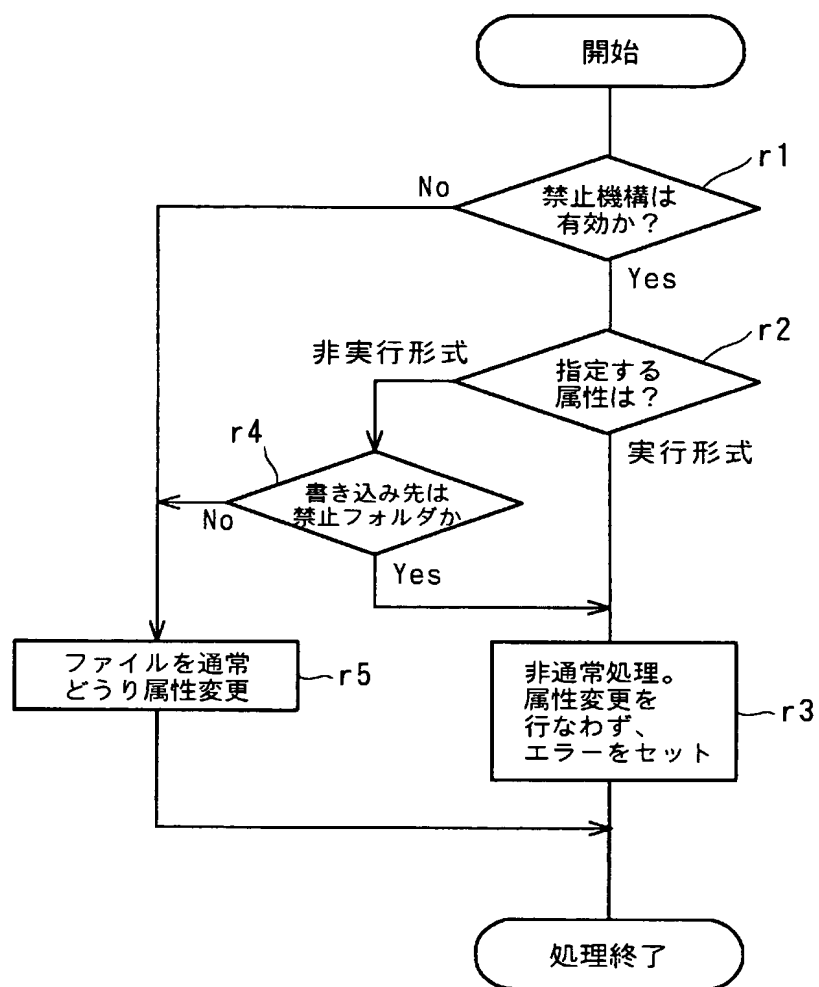 開始
r1
禁止機構は
有効か？
No
Yes
r2
指定する
属性は？
非実行形式
実行形式
r4
書き込み先は
禁止フォルダか
No
Yes
ファイルを通常
どうり属性変更
r5
非通常処理。
属性変更を
行なわず、
エラーをセット
r3
処理終了